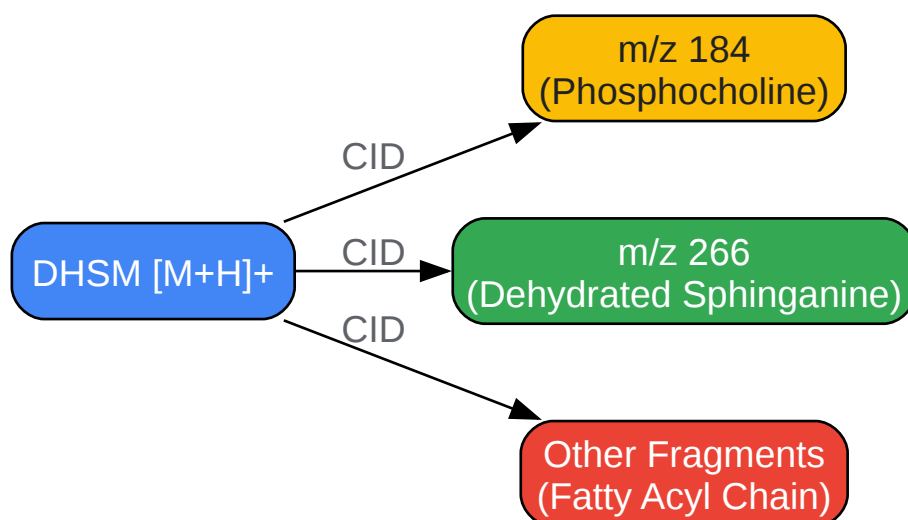 m/z 184
(Phosphocholine)
CID
DHSM [M+H]+
CID
m/z 266
(Dehydrated Sphinganine)
CID
Other Fragments
(Fatty Acyl Chain)